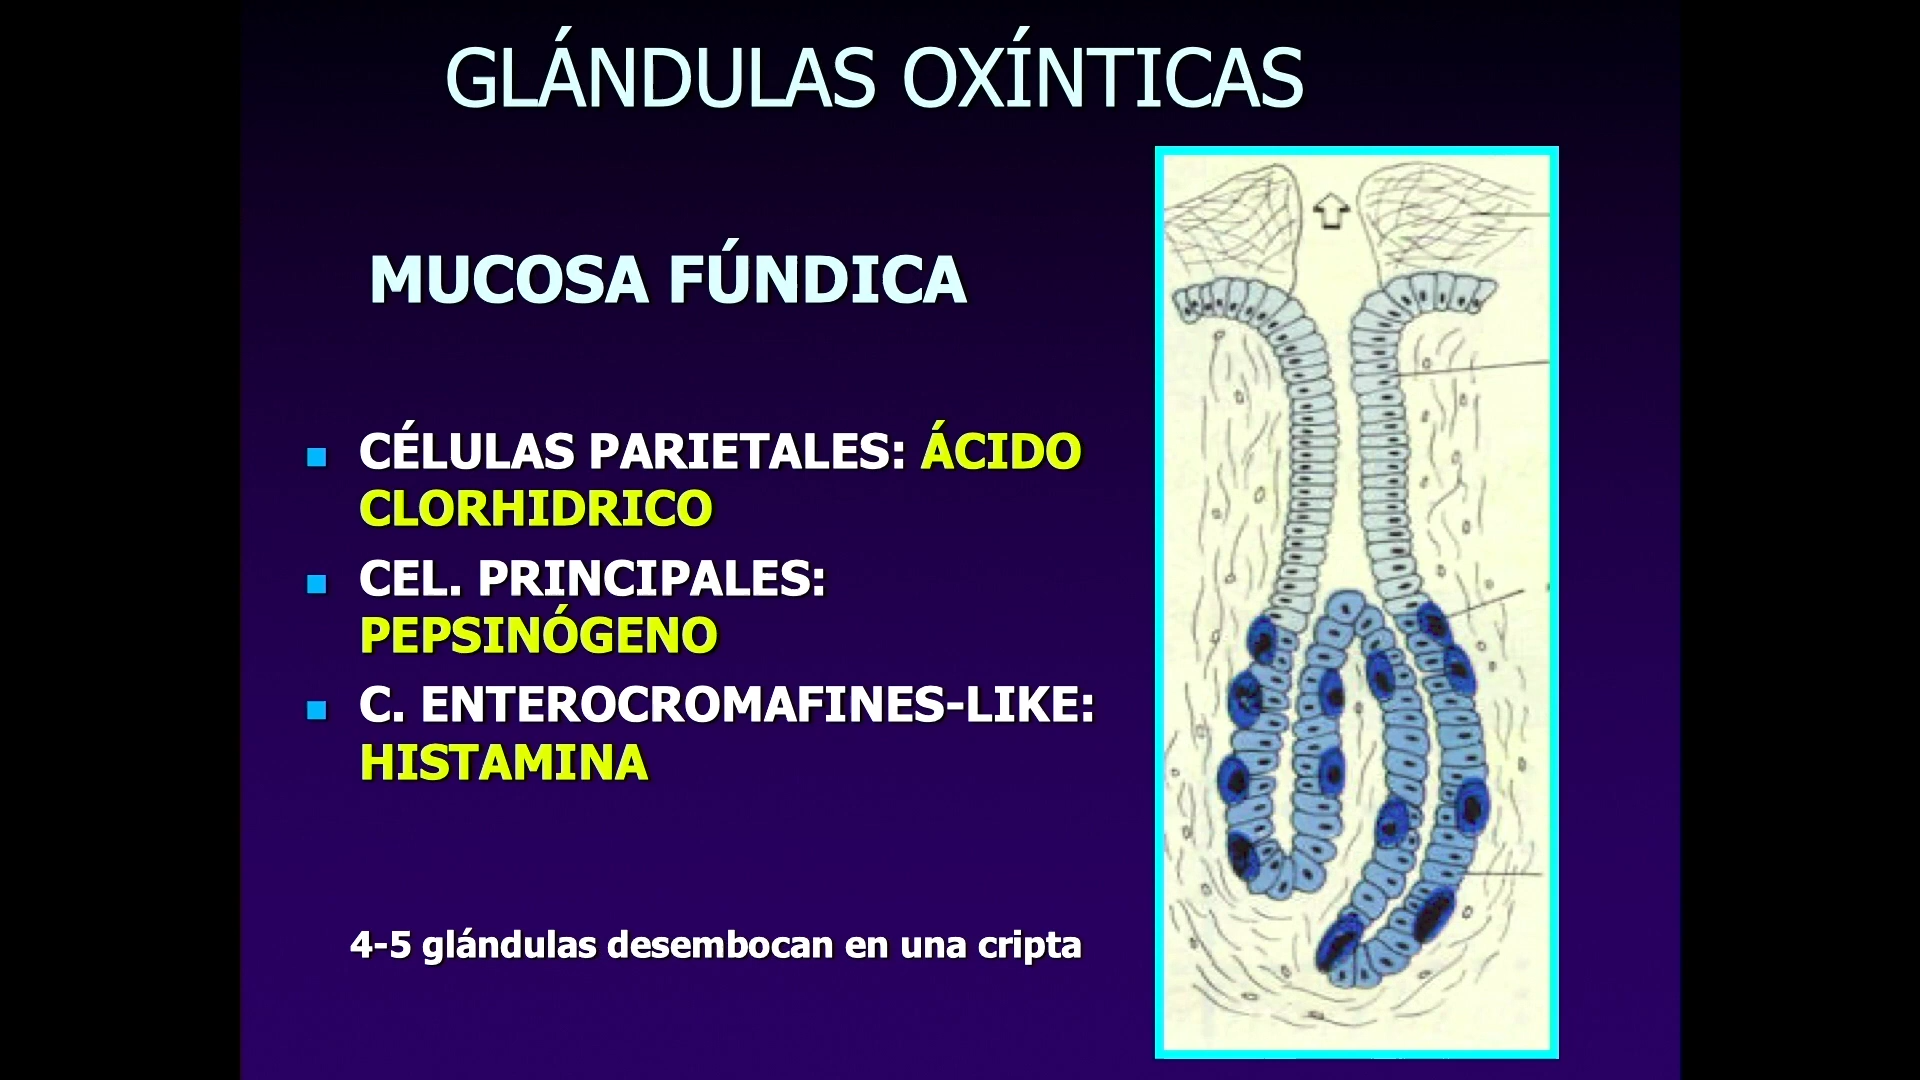 GLÁNDULAS OXÍNTICAS
MUCOSA FÚNDICA
CÉLULAS PARIETALES: ÁCIDO
CLORHIDRICO
CEL. PRINCIPALES:
PEPSINÓGENO
C. ENTEROCROMAFINES-LIKE:
HISTAMINA
4-5 glándulas desembocan en una cripta